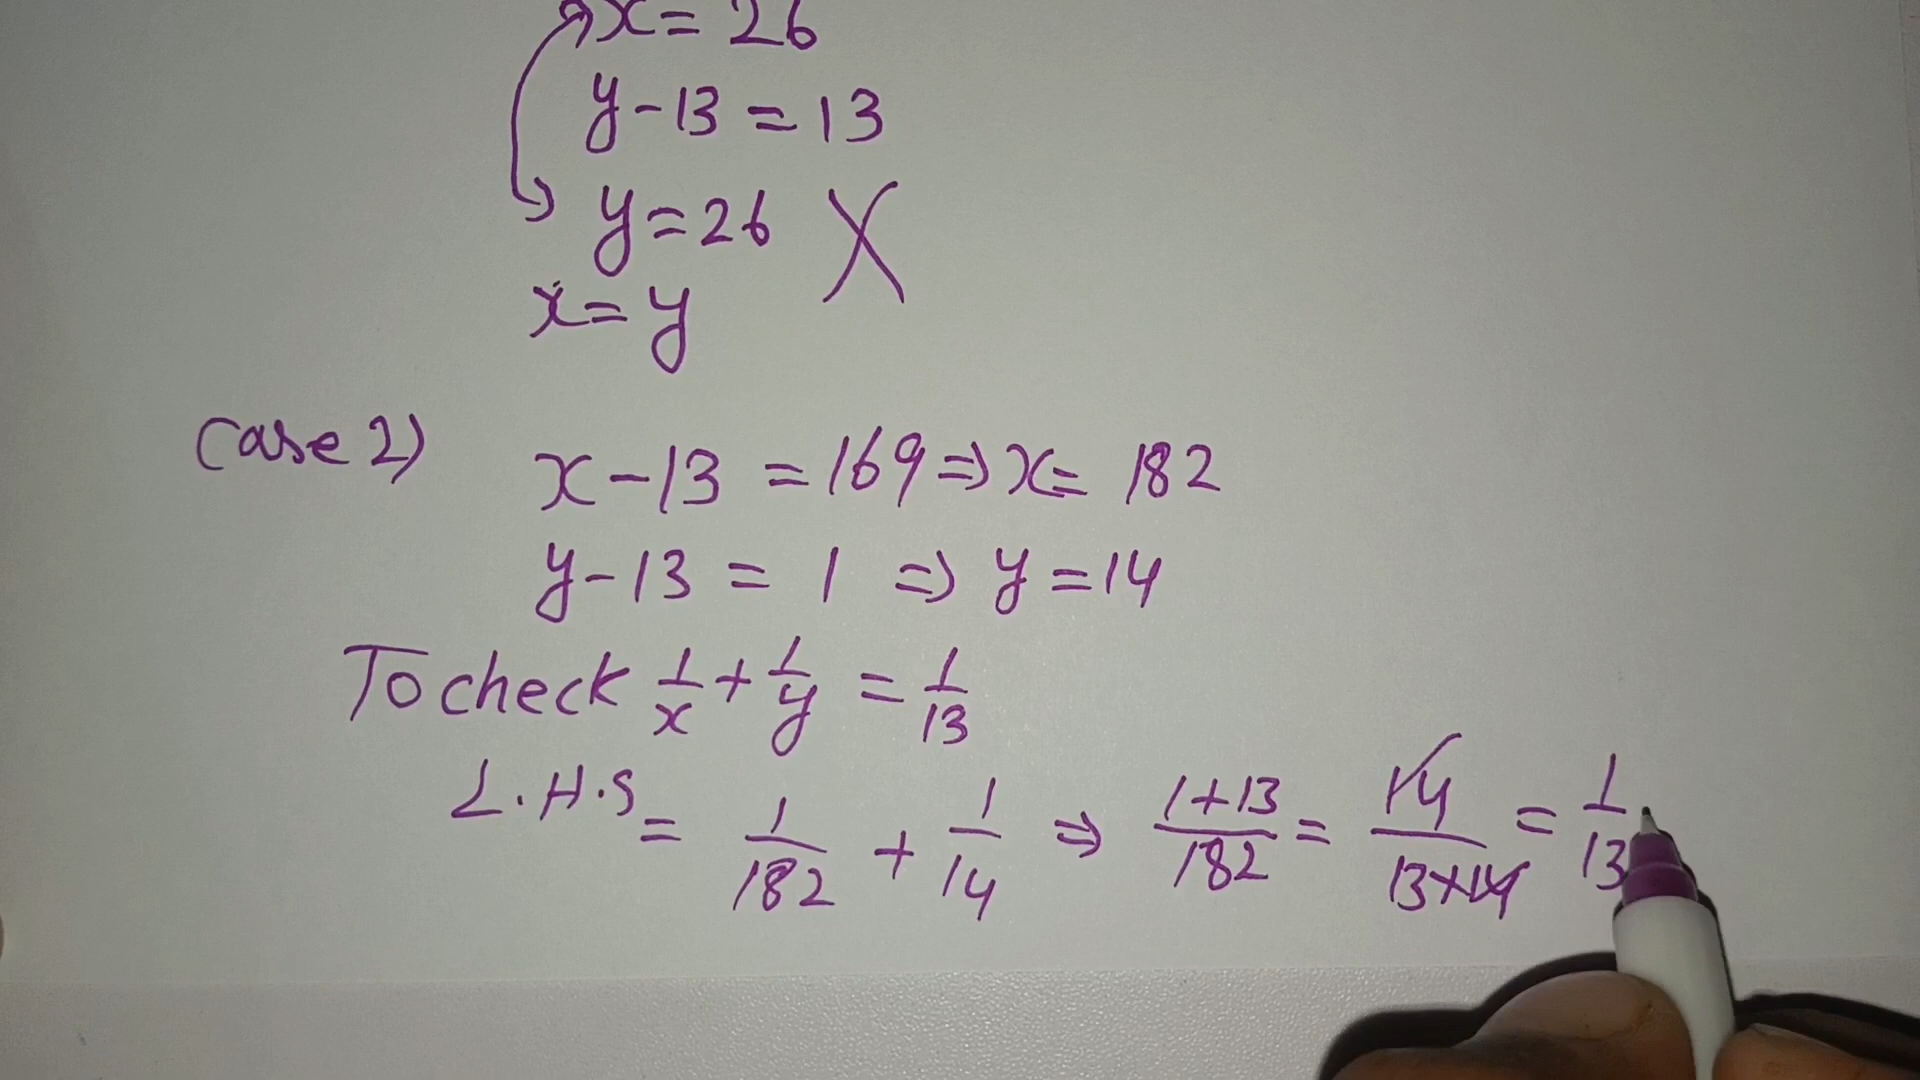 x = 26
y - 13 = 13
y = 26 X
x = y
Case 2) x - 13 = 169 ⇒ x = 182
y - 13 = 1 ⇒ y = 14
To check 1/x + 1/y = 1/13
L.H.S = 1/182 + 1/14 ⇒ (1+13)/182 = 14/(13×14) = 1/13